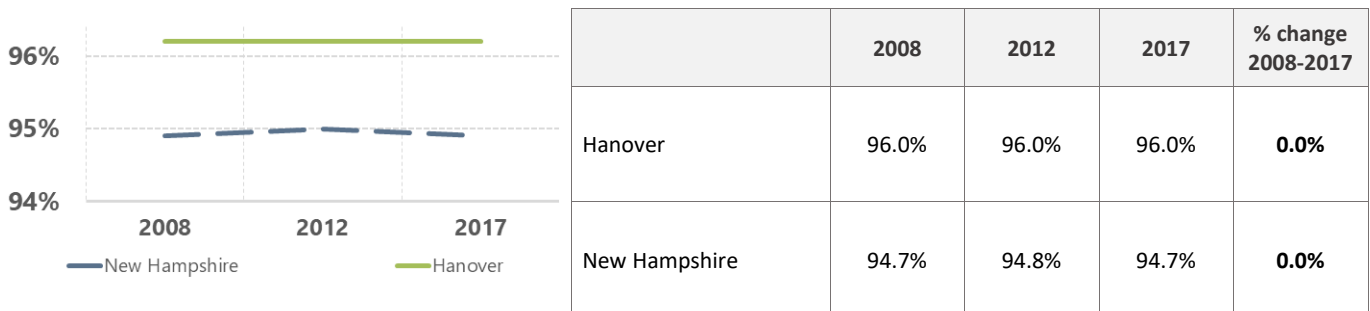 96%
95%
94%
2008 2012 2017
New Hampshire Hanover
2008 2012 2017 % change
2008-2017
Hanover 96.0% 96.0% 96.0% 0.0%
New Hampshire 94.7% 94.8% 94.7% 0.0%